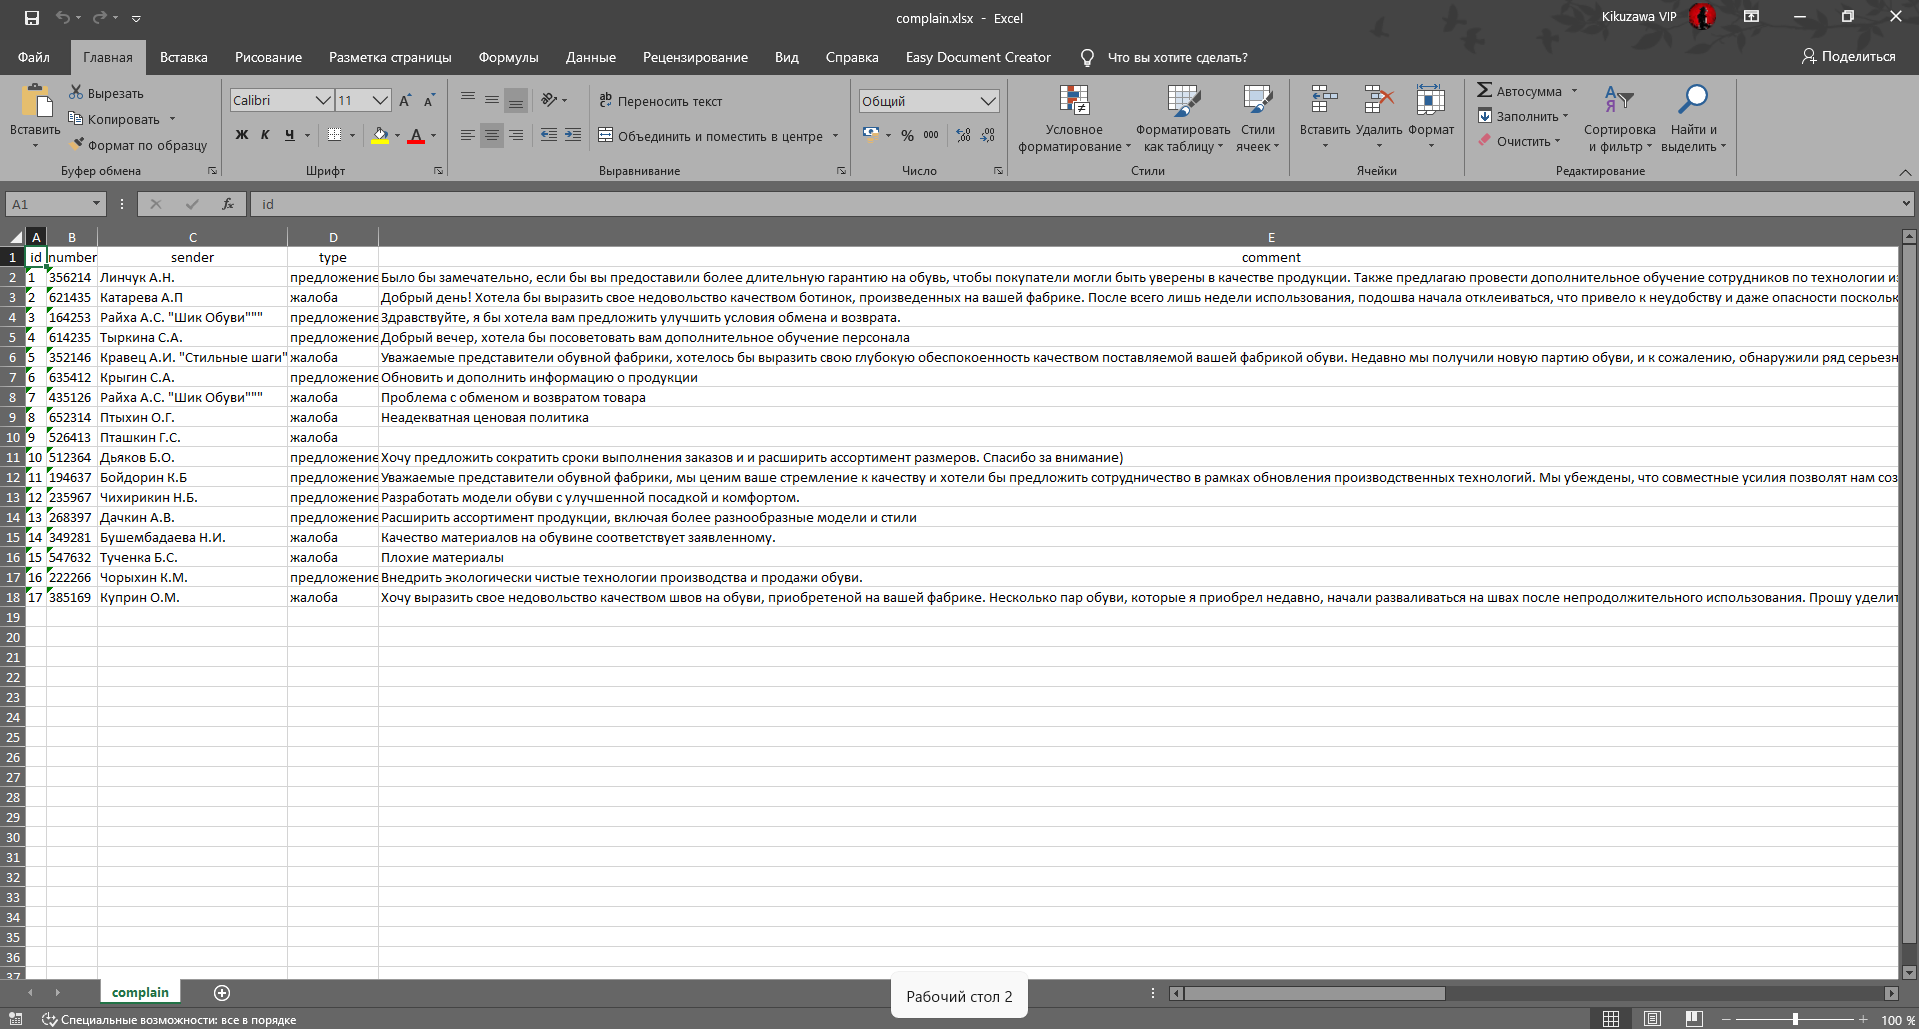 complain.xlsx - Excel
Kikuzawa VIP
Файл Главная Вставка Рисование Разметка страницы Формулы Данные Рецензирование Вид Справка Easy Document Creator Что вы хотите сделать? Поделиться
Вставить
Вырезать
Копировать
Формат по образцу
Буфер обмена
Calibri 11
Ж К Ч
Шрифт
Переносить текст
Объединить и поместить в центре
Выравнивание
Общий
% 000
Число
Условное форматирование
Форматировать как таблицу
Стили ячеек
Стили
Вставить Удалить Формат
Ячейки
Автосумма
Заполнить
Очистить
Сортировка и фильтр
Найти и выделить
Редактирование
A1 fx id
A B C D E
1 id number sender type comment
2 1 356214 Линчук А.Н. предложение Было бы замечательно, если бы вы предоставили более длительную гарантию на обувь, чтобы покупатели могли быть уверены в качестве продукции. Также предлагаю провести дополнительное обучение сотрудников по технологии из
3 2 621435 Катарева А.П жалоба Добрый день! Хотела бы выразить свое недовольство качеством ботинок, произведенных на вашей фабрике. После всего лишь недели использования, подошва начала отклеиваться, что привело к неудобству и даже опасности поскольк
4 3 164253 Райха А.С. "Шик Обуви""" предложение Здравствуйте, я бы хотела вам предложить улучшить условия обмена и возврата.
5 4 614235 Тыркина С.А. предложение Добрый вечер, хотела бы посоветовать вам дополнительное обучение персонала
6 5 352146 Кравец А.И. "Стильные шаги" жалоба Уважаемые представители обувной фабрики, хотелось бы выразить свою глубокую обеспокоенность качеством поставляемой вашей фабрикой обуви. Недавно мы получили новую партию обуви, и к сожалению, обнаружили ряд серьезн
7 6 635412 Крыгин С.А. предложение Обновить и дополнить информацию о продукции
8 7 435126 Райха А.С. "Шик Обуви""" жалоба Проблема с обменом и возвратом товара
9 8 652314 Птыхин О.Г. жалоба Неадекватная ценовая политика
10 9 526413 Пташкин Г.С. жалоба
11 10 512364 Дьяков Б.О. предложение Хочу предложить сократить сроки выполнения заказов и и расширить ассортимент размеров. Спасибо за внимание)
12 11 194637 Бойдорин К.Б предложение Уважаемые представители обувной фабрики, мы ценим ваше стремление к качеству и хотели бы предложить сотрудничество в рамках обновления производственных технологий. Мы убеждены, что совместные усилия позволят нам соз
13 12 235967 Чихирикин Н.Б. предложение Разработать модели обуви с улучшенной посадкой и комфортом.
14 13 268397 Дачкин А.В. предложение Расширить ассортимент продукции, включая более разнообразные модели и стили
15 14 349281 Бушембадаева Н.И. жалоба Качество материалов на обувине соответствует заявленному.
16 15 547632 Тученка Б.С. жалоба Плохие материалы
17 16 222266 Чорыхин К.М. предложение Внедрить экологически чистые технологии производства и продажи обуви.
18 17 385169 Куприн О.М. жалоба Хочу выразить свое недовольство качеством швов на обуви, приобретеной на вашей фабрике. Несколько пар обуви, которые я приобрел недавно, начали разваливаться на швах после непродолжительного использования. Прошу уделит
19
20
21
22
23
24
25
26
27
28
29
30
31
32
33
34
35
36
37
complain
Рабочий стол 2
Специальные возможности: все в порядке
100 %